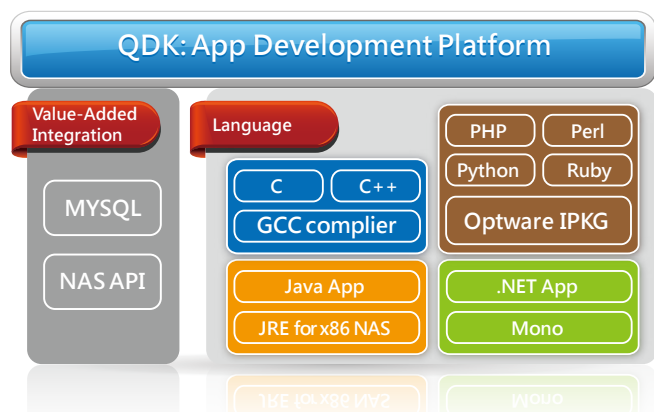 QDK: App Development Platform
Value-Added
Integration
MYSQL
NAS API
Language
C
C++
GCC complier
PHP
Perl
Python
Ruby
Optware IPKG
Java App
JRE for x86 NAS
.NET App
Mono